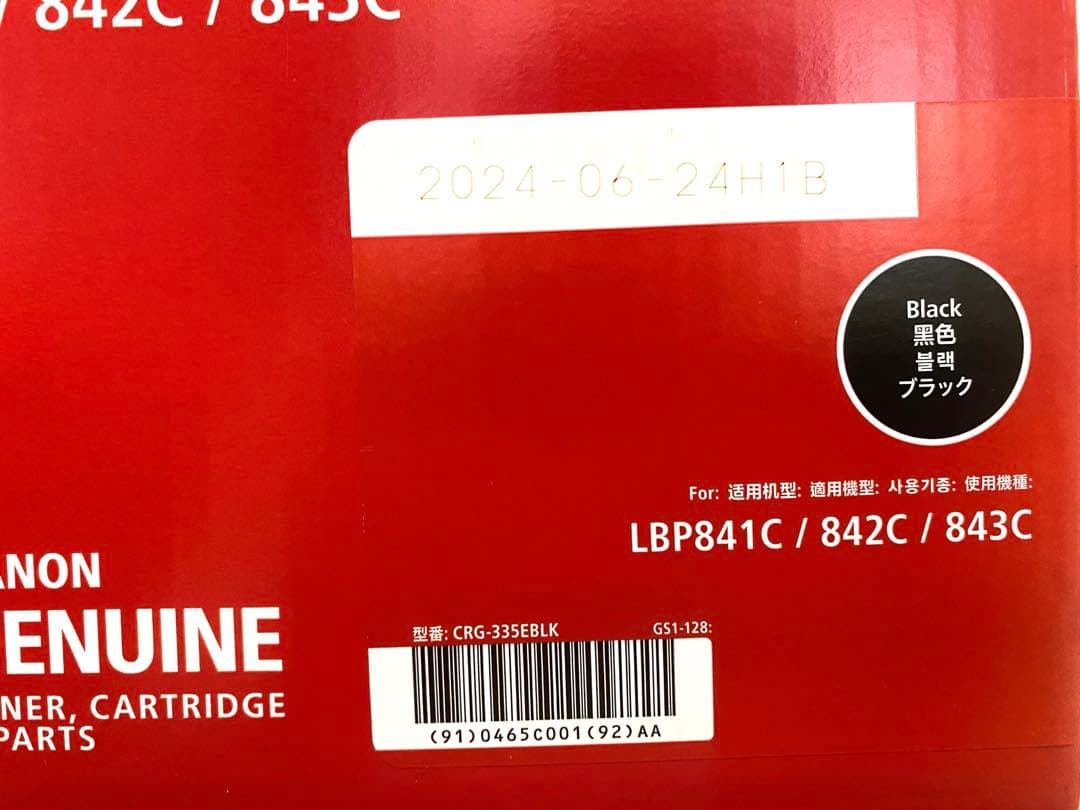 / 842C / 843C
2024-06-24H1B
Black
黑色
블랙
ブラック
For: 适用机型: 適用機型: 사용기종: 使用機種:
LBP841C / 842C / 843C
ANON
ENUINE
NER, CARTRIDGE
PARTS
型番: CRG-335EBLK GS1-128:
(91)0465C001(92)AA